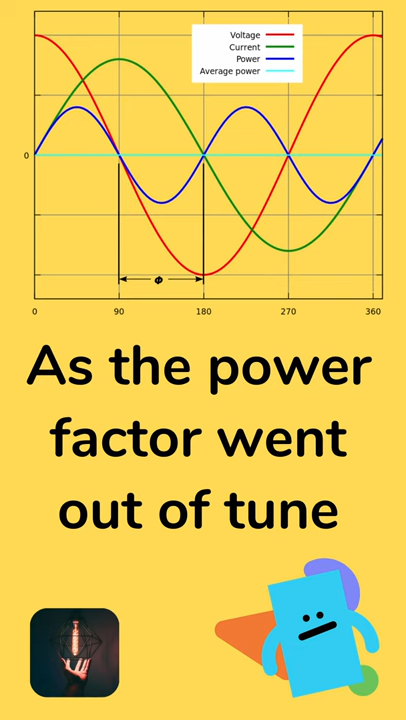 Voltage
Current
Power
Average power
0
ϕ
0 90 180 270 360
As the power
factor went
out of tune